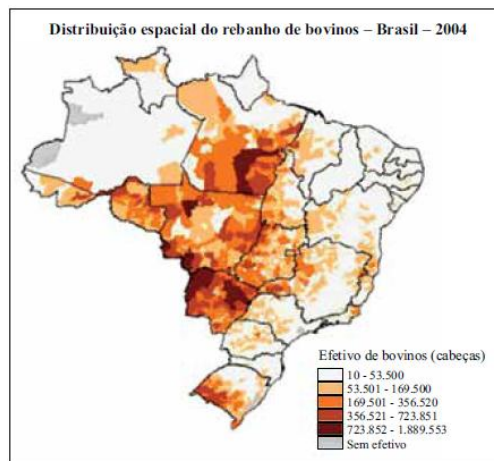 Distribuição espacial do rebanho de bovinos – Brasil – 2004
Efetivo de bovinos (cabeças)
10 - 53.500
53.501 - 169.500
169.501 - 356.520
356.521 - 723.851
723.852 - 1.889.553
Sem efetivo